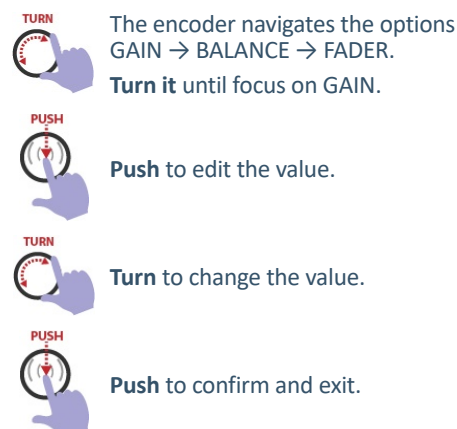 TURN
The encoder navigates the options
GAIN → BALANCE → FADER.
Turn it until focus on GAIN.
PUSH
Push to edit the value.
TURN
Turn to change the value.
PUSH
Push to confirm and exit.